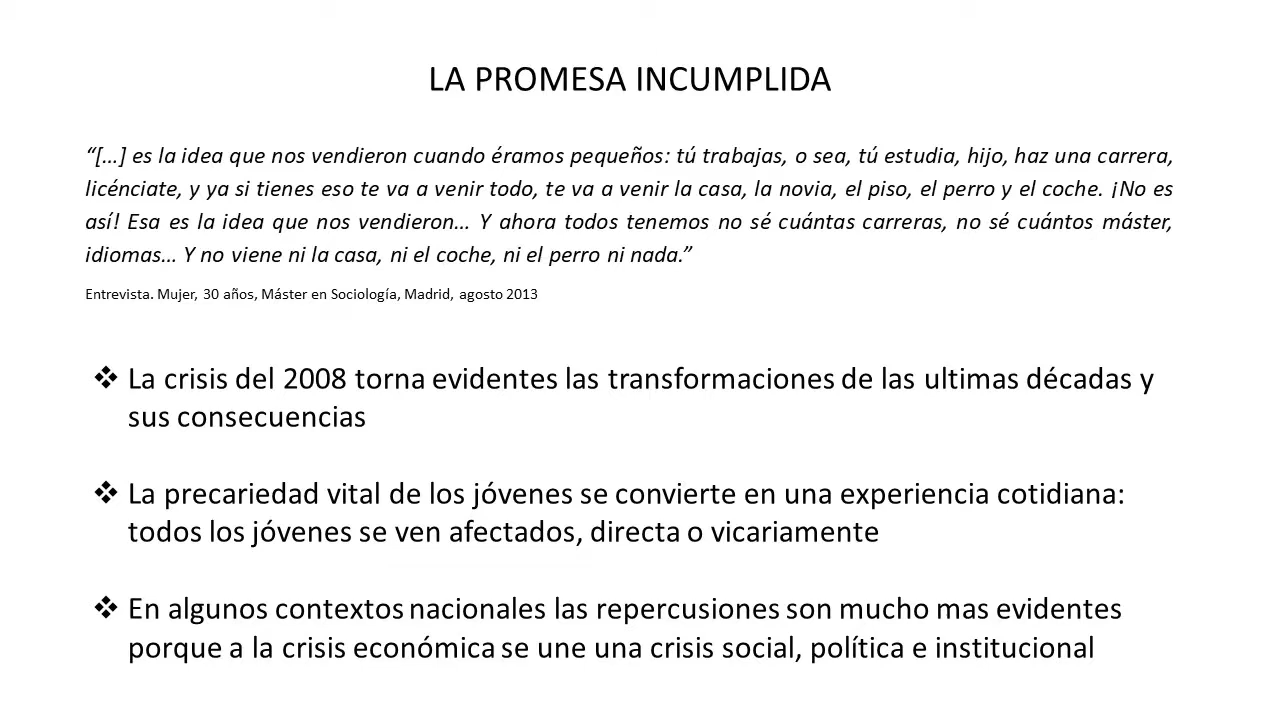 LA PROMESA INCUMPLIDA
“[…] es la idea que nos vendieron cuando éramos pequeños: tú trabajas, o sea, tú estudia, hijo, haz una carrera,
licénciate, y ya si tienes eso te va a venir todo, te va a venir la casa, la novia, el piso, el perro y el coche. ¡No es
así! Esa es la idea que nos vendieron… Y ahora todos tenemos no sé cuántas carreras, no sé cuántos máster,
idiomas… Y no viene ni la casa, ni el coche, ni el perro ni nada.”
Entrevista. Mujer, 30 años, Máster en Sociología, Madrid, agosto 2013
❖ La crisis del 2008 torna evidentes las transformaciones de las ultimas décadas y
sus consecuencias
❖ La precariedad vital de los jóvenes se convierte en una experiencia cotidiana:
todos los jóvenes se ven afectados, directa o vicariamente
❖ En algunos contextos nacionales las repercusiones son mucho mas evidentes
porque a la crisis económica se une una crisis social, política e institucional